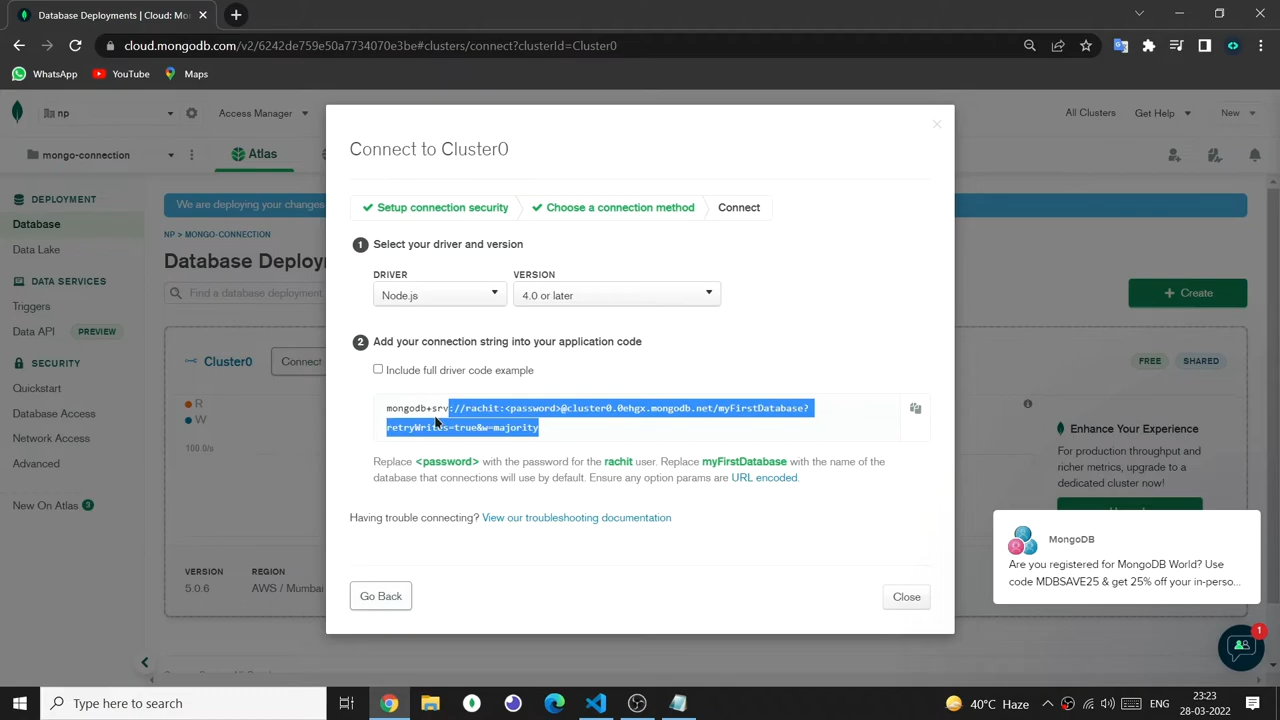 Database Deployments | Cloud: Mon
cloud.mongodb.com/v2/6242de759e50a7734070e3be#clusters/connect?clusterId=Cluster0
WhatsApp YouTube Maps
np Access Manager All Clusters Get Help New
mongo-connection Atlas
DEPLOYMENT
Database
Data Lake
DATA SERVICES
Triggers
Data API PREVIEW
SECURITY
Quickstart
Database Access
Network Access
Advanced
New On Atlas 3
We are deploying your changes
NP > MONGO-CONNECTION
Database Deploym
Find a database deployment
+ Create
Cluster0 Connect
FREE SHARED
R
W
100.0/s
VERSION REGION
5.0.6 AWS / Mumbai
Enhance Your
Experience
For production throughput
and richer metrics, upgrade to a
dedicated cluster now!
Connect to Cluster0
Setup connection security Choose a connection method Connect
1 Select your driver and version
DRIVER VERSION
Node.js 4.0 or later
2 Add your connection string into your application code
Include full driver code example
mongodb+srv://rachit:<password>@cluster0.0ehgx.mongodb.net/myFirstDatabase?
retryWrites=true&w=majority
Replace <password> with the password for the rachit user. Replace myFirstDatabase with the name of the
database that connections will use by default. Ensure any option params are URL encoded.
Having trouble connecting? View our troubleshooting documentation
Go Back Close
MongoDB
Are you registered for MongoDB World? Use
code MDBSAVE25 & get 25% off your in-perso...
1
Type here to search
40°C Haze ENG 23:23
28-03-2022